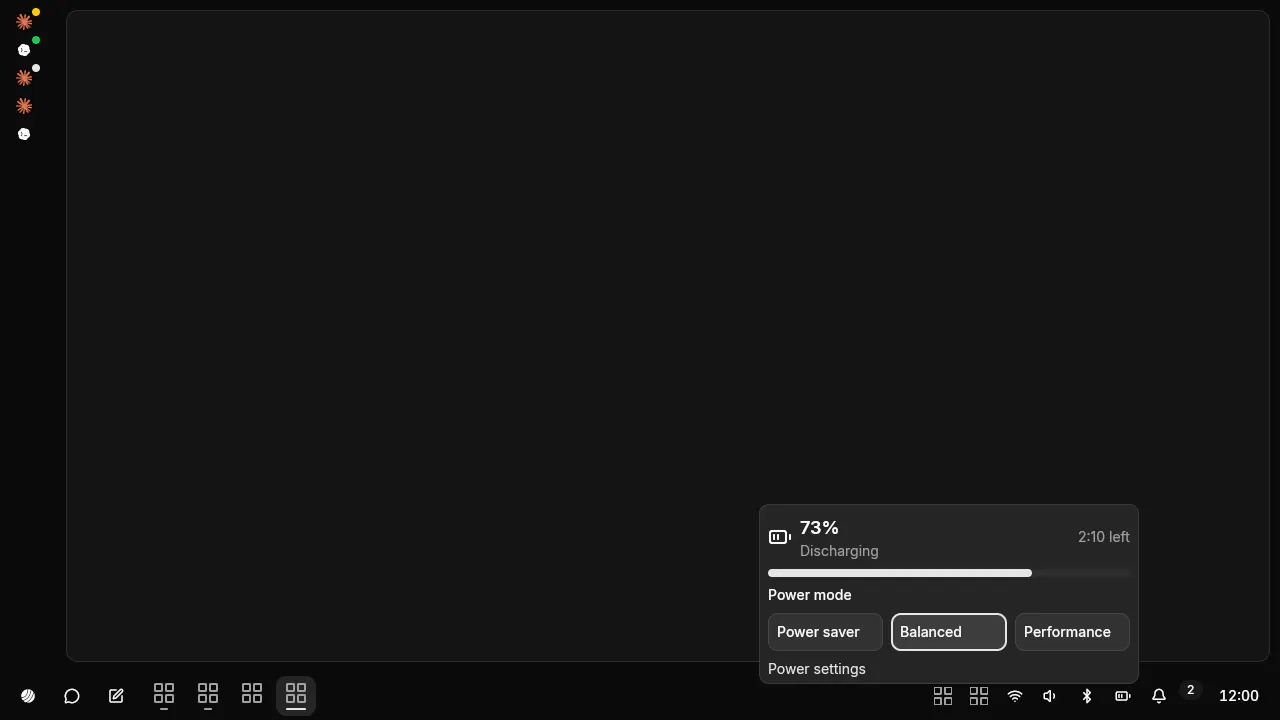 73%
Discharging
2:10 left
Power mode
Power saver
Balanced
Performance
Power settings
2
12:00